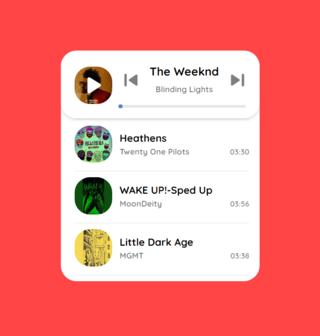 The Weeknd
Blinding Lights
Heathens
Twenty One Pilots
03:30
WAKE UP!-Sped Up
MoonDeity
03:56
Little Dark Age
MGMT
03:38